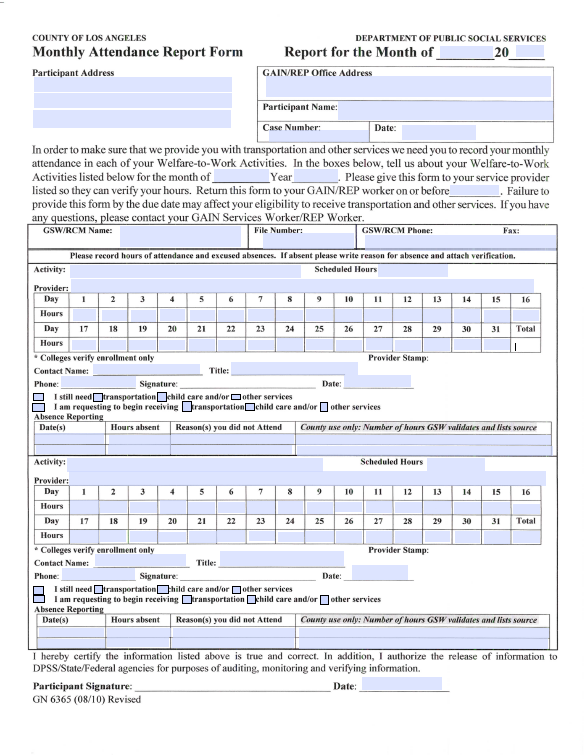 COUNTY OF LOS ANGELES DEPARTMENT OF PUBLIC SOCIAL SERVICES
Monthly Attendance Report Form Report for the Month of ________ 20 ____
Participant Address
GAIN/REP Office Address
Participant Name:
Case Number: Date:
In order to make sure that we provide you with transportation and other services we need you to record your monthly
attendance in each of your Welfare-to-Work Activities. In the boxes below, tell us about your Welfare-to-Work
Activities listed below for the month of ________ Year ________. Please give this form to your service provider
listed so they can verify your hours. Return this form to your GAIN/REP worker on or before ________. Failure to
provide this form by the due date may affect your eligibility to receive transportation and other services. If you have
any questions, please contact your GAIN Services Worker/REP Worker.
GSW/RCM Name: File Number: GSW/RCM Phone: Fax:
Please record hours of attendance and excused absences. If absent please write reason for absence and attach verification.
Activity: Scheduled Hours
Provider:
Day 1 2 3 4 5 6 7 8 9 10 11 12 13 14 15 16
Hours
Day 17 18 19 20 21 22 23 24 25 26 27 28 29 30 31 Total
Hours
* Colleges verify enrollment only Provider Stamp:
Contact Name: Title:
Phone: Signature: Date:
I still need transportation child care and/or other services
I am requesting to begin receiving transportation child care and/or other services
Absence Reporting
Date(s) Hours absent Reason(s) you did not Attend County use only: Number of hours GSW validates and lists source
Activity: Scheduled Hours
Provider:
Day 1 2 3 4 5 6 7 8 9 10 11 12 13 14 15 16
Hours
Day 17 18 19 20 21 22 23 24 25 26 27 28 29 30 31 Total
Hours
* Colleges verify enrollment only Provider Stamp:
Contact Name: Title:
Phone: Signature: Date:
I still need transportation child care and/or other services
I am requesting to begin receiving transportation child care and/or other services
Absence Reporting
Date(s) Hours absent Reason(s) you did not Attend County use only: Number of hours GSW validates and lists source
I hereby certify the information listed above is true and correct. In addition, I authorize the release of information to
DPSS/State/Federal agencies for purposes of auditing, monitoring and verifying information.
Participant Signature: ________ Date: ________
GN 6365 (08/10) Revised